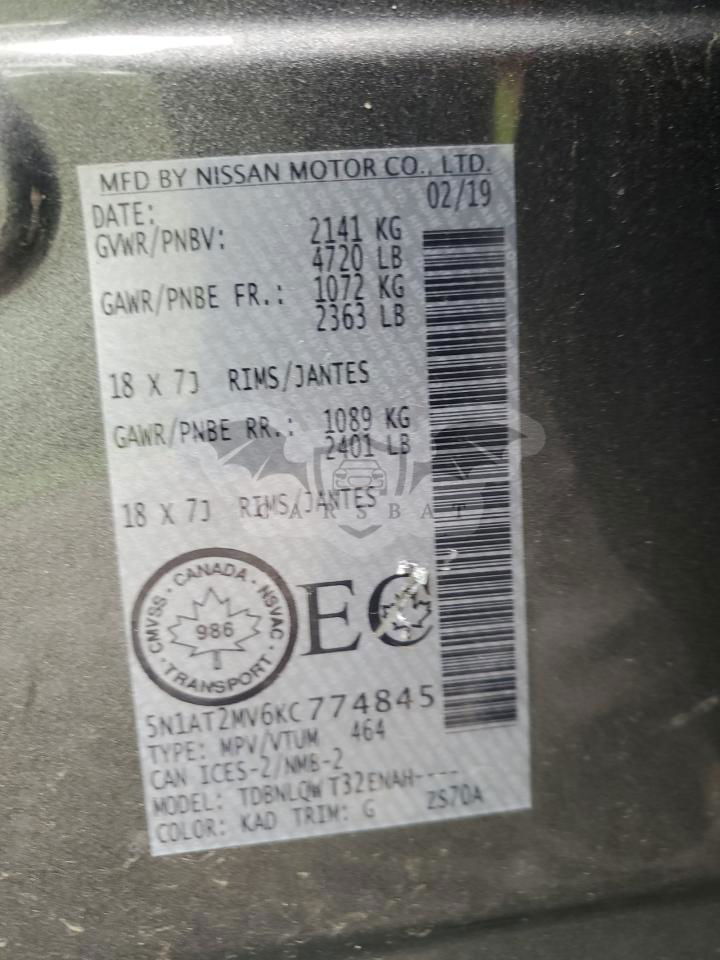 MFD BY NISSAN MOTOR CO., LTD.
DATE: 02/19
GVWR/PNBV: 2141 KG
4720 LB
GAWR/PNBE FR.: 1072 KG
2363 LB
18 X 7J RIMS/JANTES
GAWR/PNBE RR.: 1089 KG
2401 LB
18 X 7J RIMS/JANTES
CARSBAT
CMVSS · CANADA · NSVAC · TRANSPORT ·
986
EC
5N1AT2MV6KC774845
TYPE: MPV/VTUM 464
CAN ICES-2/NMB-2
MODEL: TDBNLQW T32ENAH----
COLOR: KAD TRIM: G ZS70A